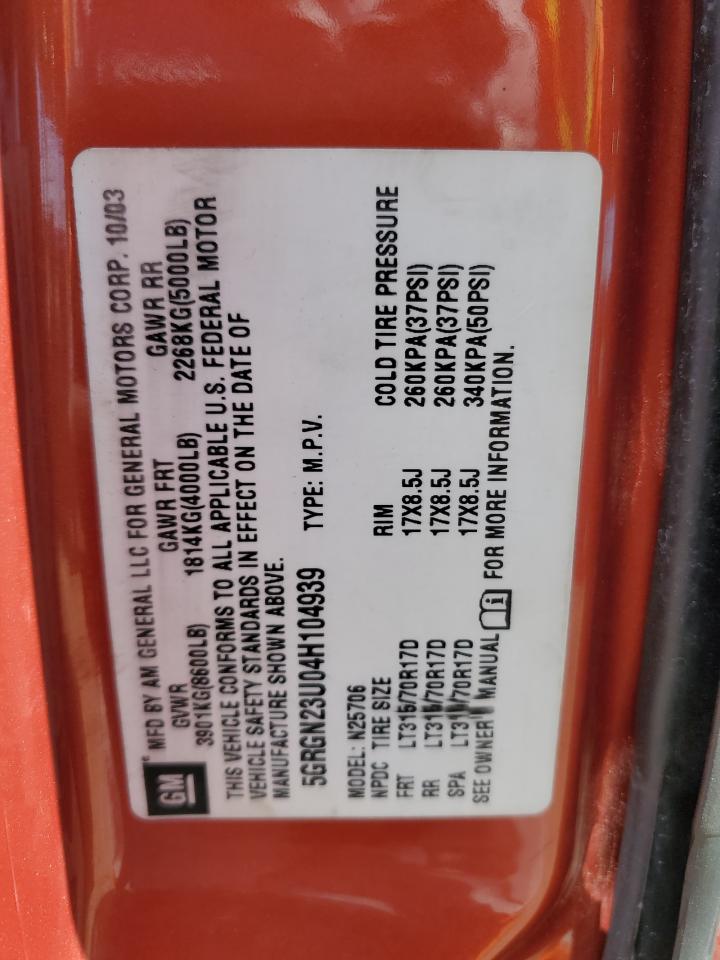 GM
MFD BY AM GENERAL LLC FOR GENERAL MOTORS CORP. 10/03
GVWR GAWR FRT GAWR RR
3901KG(8600LB) 1814KG(4000LB) 2268KG(5000LB)
THIS VEHICLE CONFORMS TO ALL APPLICABLE U.S. FEDERAL MOTOR
VEHICLE SAFETY STANDARDS IN EFFECT ON THE DATE OF
MANUFACTURE SHOWN ABOVE.
5GRGN23U04H104939 TYPE: M.P.V.
MODEL: N25706
NPDC TIRE SIZE RIM COLD TIRE PRESSURE
FRT LT315/70R17D 17X8.5J 260KPA(37PSI)
RR LT315/70R17D 17X8.5J 260KPA(37PSI)
SPA LT315/70R17D 17X8.5J 340KPA(50PSI)
SEE OWNER'S MANUAL i FOR MORE INFORMATION.